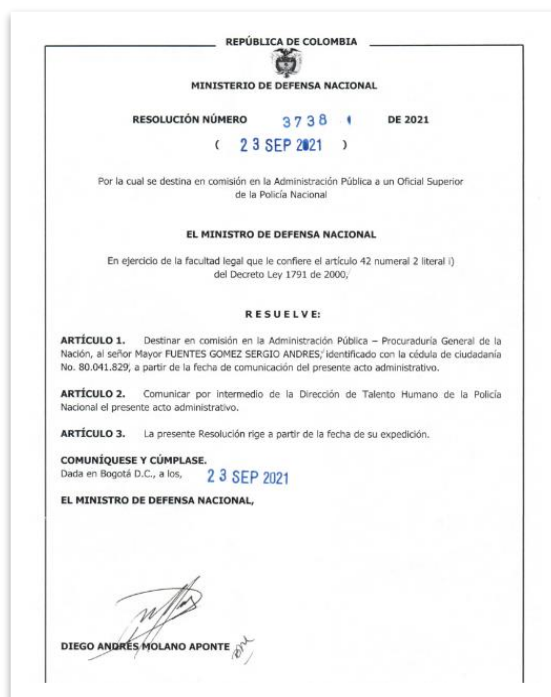 REPÚBLICA DE COLOMBIA
MINISTERIO DE DEFENSA NACIONAL
RESOLUCIÓN NÚMERO 3738 DE 2021
( 23 SEP 2021 )
Por la cual se destina en comisión en la Administración Pública a un Oficial Superior
de la Policía Nacional
EL MINISTRO DE DEFENSA NACIONAL
En ejercicio de la facultad legal que le confiere el artículo 42 numeral 2 literal i)
del Decreto Ley 1791 de 2000,
R E S U E L V E:
ARTÍCULO 1. Destinar en comisión en la Administración Pública – Procuraduría General de la
Nación, al señor Mayor FUENTES GOMEZ SERGIO ANDRES, identificado con la cédula de ciudadanía
No. 80.041.829, a partir de la fecha de comunicación del presente acto administrativo.
ARTÍCULO 2. Comunicar por intermedio de la Dirección de Talento Humano de la Policía
Nacional el presente acto administrativo.
ARTÍCULO 3. La presente Resolución rige a partir de la fecha de su expedición.
COMUNÍQUESE Y CÚMPLASE.
Dada en Bogotá D.C., a los, 23 SEP 2021
EL MINISTRO DE DEFENSA NACIONAL,
DIEGO ANDRÉS MOLANO APONTE